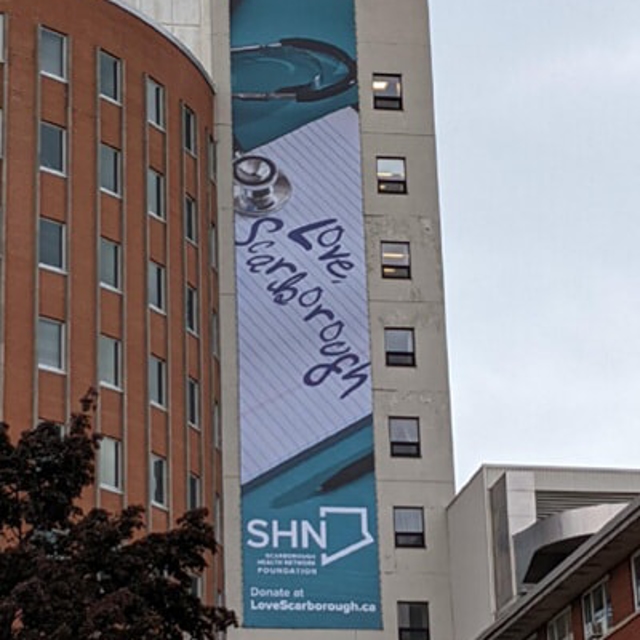 Love,
Scarborough
SHN
SCARBOROUGH
HEALTH NETWORK
FOUNDATION
Donate at
LoveScarborough.ca